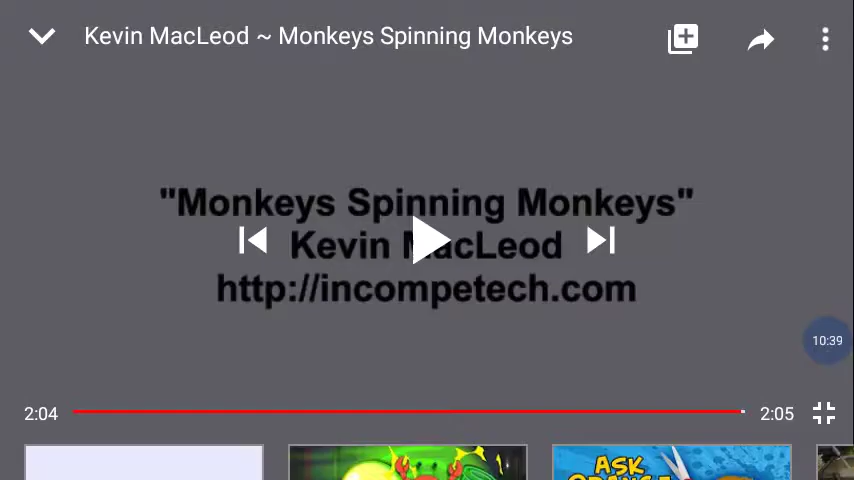 Kevin MacLeod ~ Monkeys Spinning Monkeys
"Monkeys Spinning Monkeys"
Kevin MacLeod
http://incompetech.com
10:39
2:04
2:05
ASK